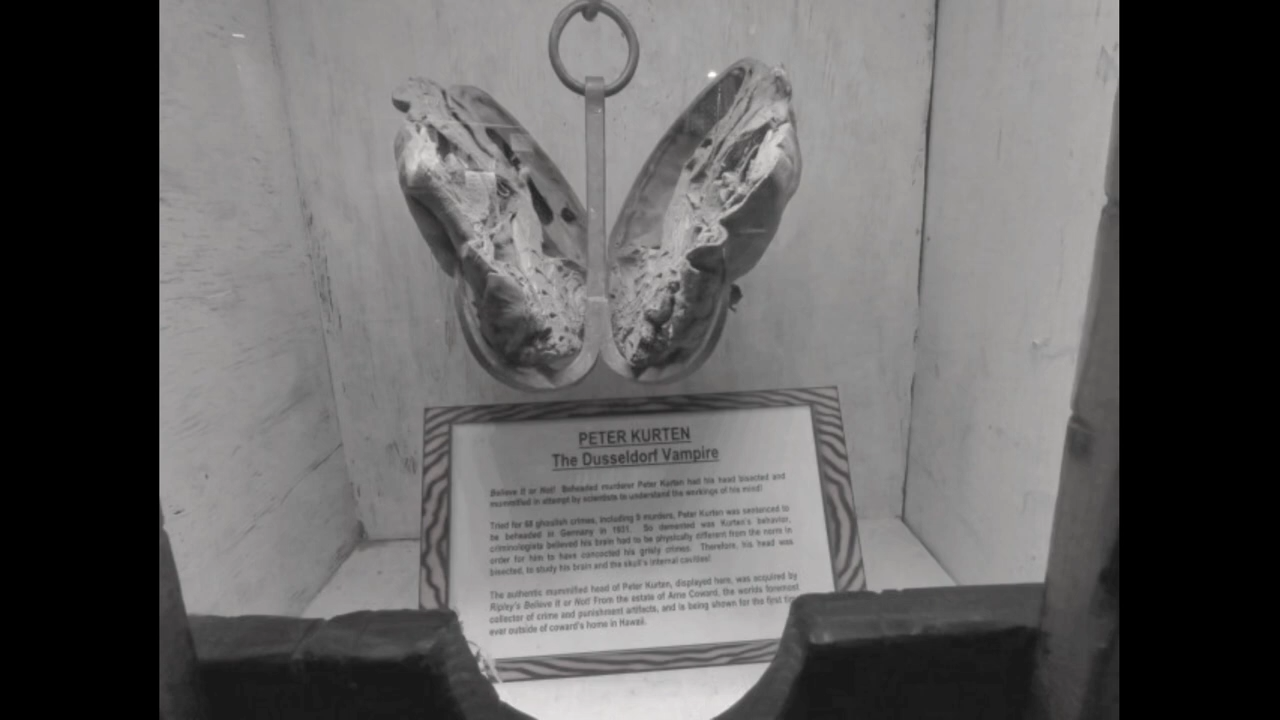 PETER KURTEN
The Dusseldorf Vampire
Believe It or Not! Beheaded murderer Peter Kurten had his head bisected and
mummified in attempt by scientists to understand the workings of his mind!
Tried for 68 ghoulish crimes, including 9 murders, Peter Kurten was sentenced to
be beheaded in Germany in 1931. So demented was Kurten's behavior,
criminologists believed his brain had to be physically different from the norm in
order for him to have concocted his grisly crimes. Therefore, his head was
bisected, to study his brain and the skull's internal cavities!
The authentic mummified head of Peter Kurten, displayed here, was acquired by
Ripley's Believe It or Not! From the estate of Arne Coward, the worlds foremost
collector of crime and punishment artifacts, and is being shown for the first
ever outside of coward's home in Hawaii.